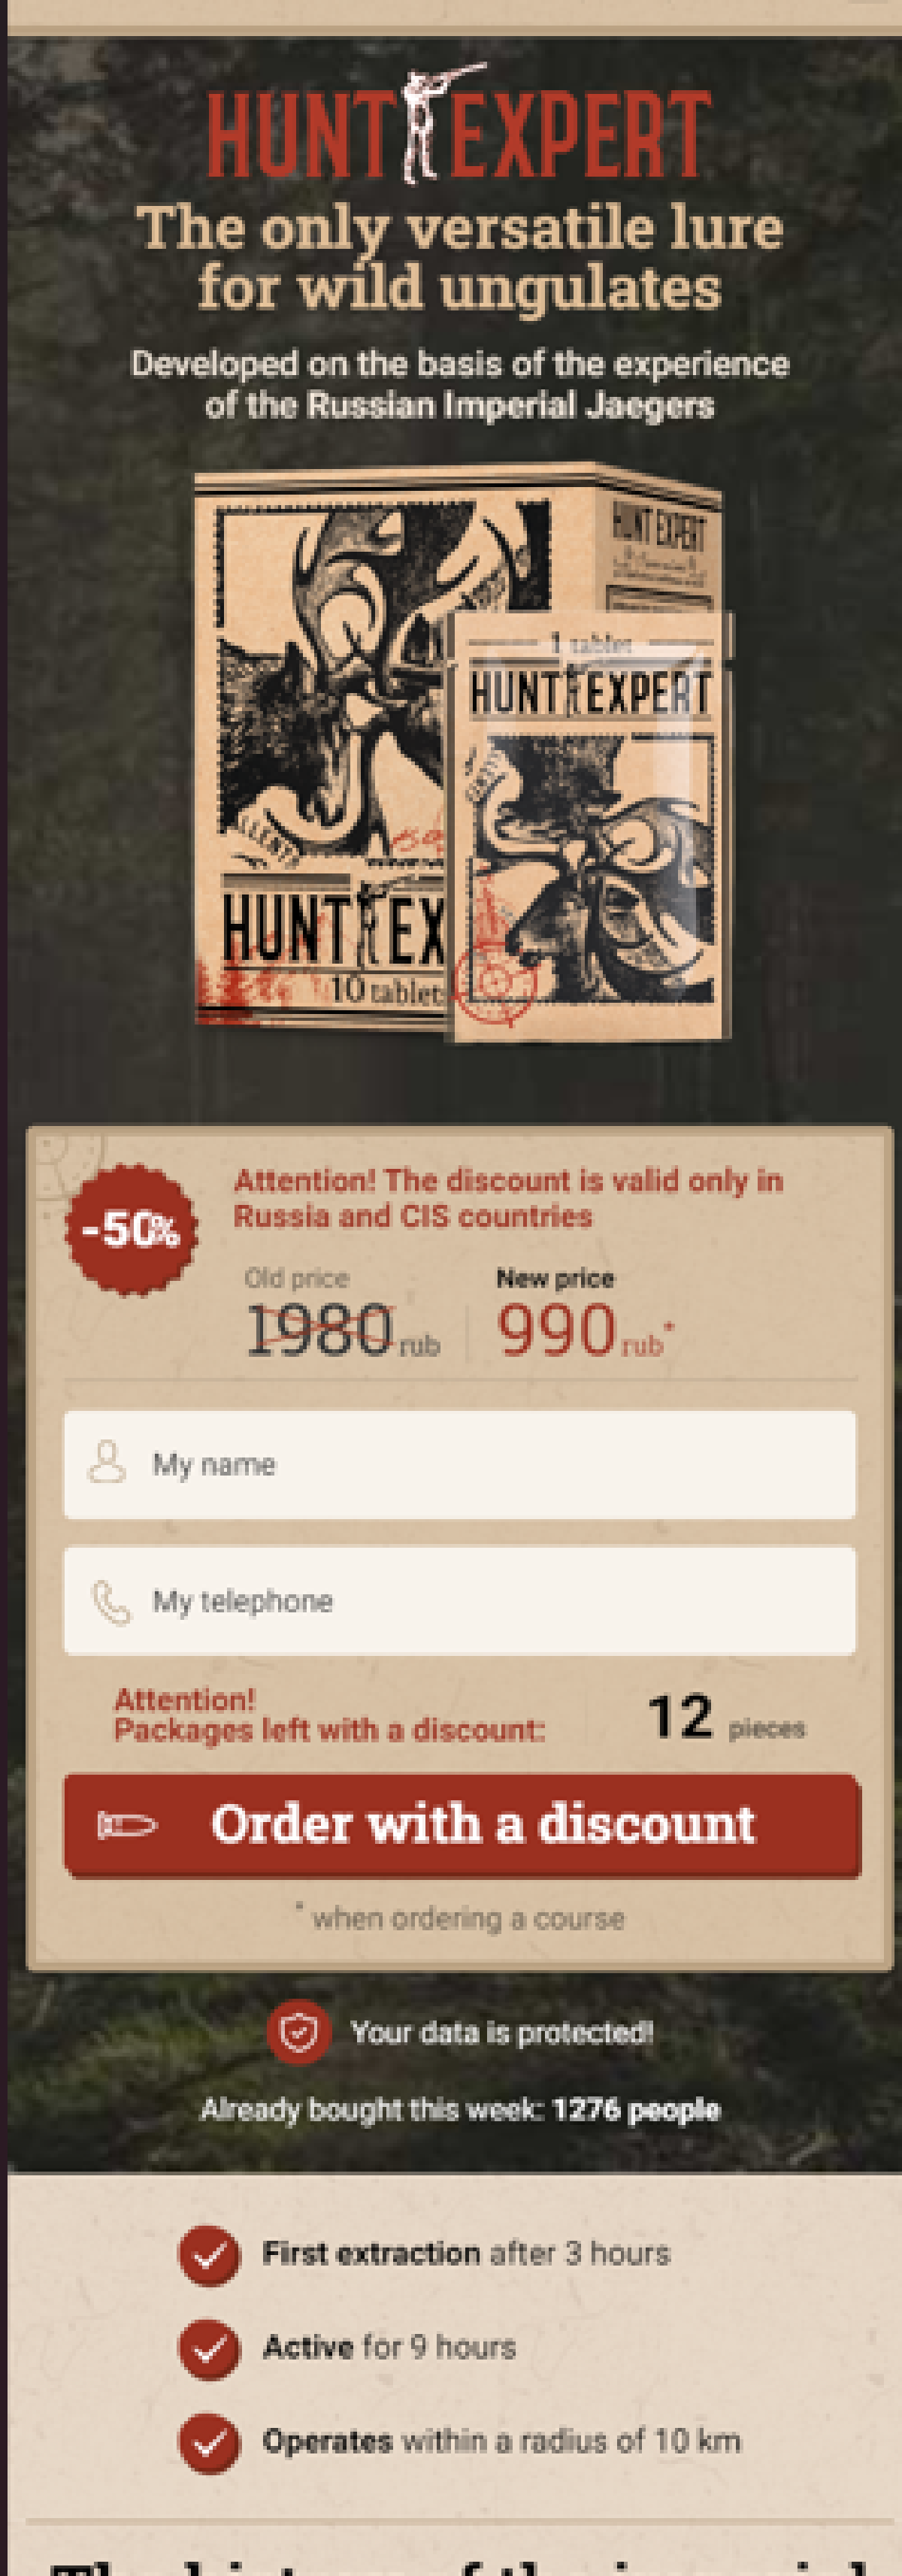 HUNT EXPERT
The only versatile lure
for wild ungulates
Developed on the basis of the experience
of the Russian Imperial Jaegers
HUNT EXPERT
1 tablet
HUNT EXPERT
HUNT EX
10 tablet
-50%
Attention! The discount is valid only in
Russia and CIS countries
Old price
New price
1980 rub
990 rub*
My name
My telephone
Attention!
Packages left with a discount:
12 pieces
Order with a discount
* when ordering a course
Your data is protected!
Already bought this week: 1276 people
First extraction after 3 hours
Active for 9 hours
Operates within a radius of 10 km